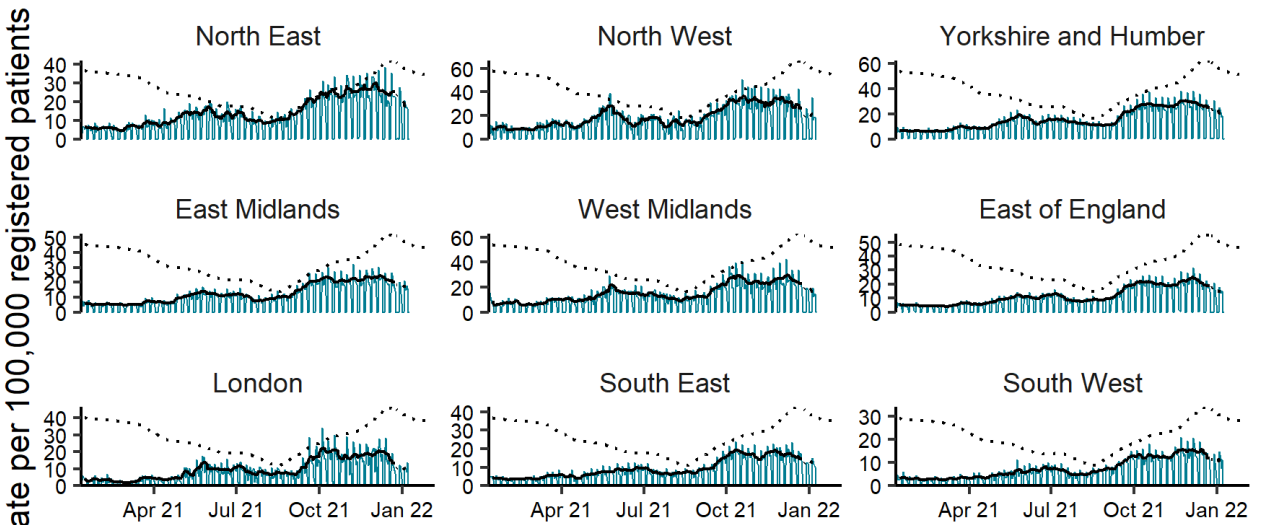 ate per 100,000 registered patients
North East North West Yorkshire and Humber
40 60 60
30 40 40
20 20 20
10 0 0
0
East Midlands West Midlands East of England
50 60 50
40 40 40
30 20 30
20 0 20
10 10
0 0
London South East South West
40 40 30
30 30 20
20 20 10
10 10 0
0 0
Apr 21 Jul 21 Oct 21 Jan 22 Apr 21 Jul 21 Oct 21 Jan 22 Apr 21 Jul 21 Oct 21 Jan 22